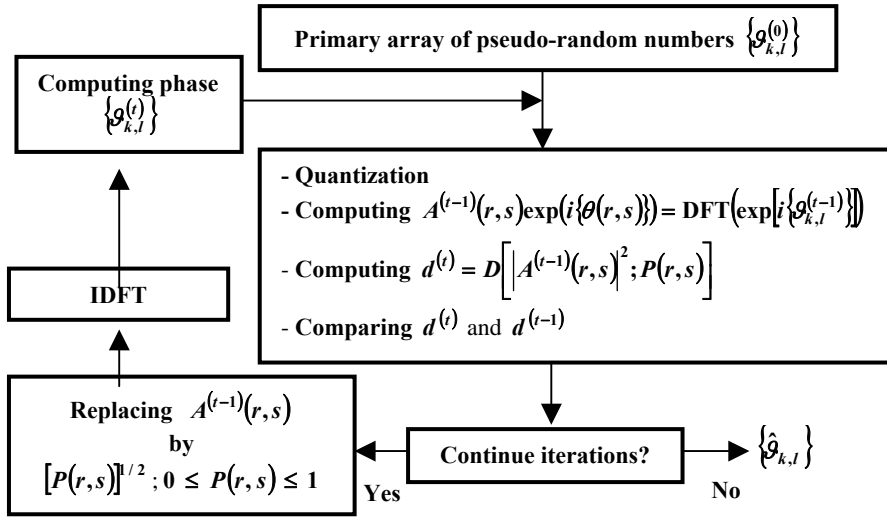 Primary array of pseudo-random numbers {𝜗_{k,l}^{(0)}}
Computing phase
{𝜗_{k,l}^{(t)}}
- Quantization
- Computing A^{(t−1)}(r,s)exp(i{θ(r,s)}) = DFT(exp[i{𝜗_{k,l}^{(t−1)}}])
- Computing d^{(t)} = D[|A^{(t−1)}(r,s)|^2; P(r,s)]
- Comparing d^{(t)} and d^{(t−1)}
IDFT
Replacing A^{(t−1)}(r,s)
by
[P(r,s)]^{1/2}; 0 ≤ P(r,s) ≤ 1
Yes
Continue iterations?
No
{𝜗̂_{k,l}}